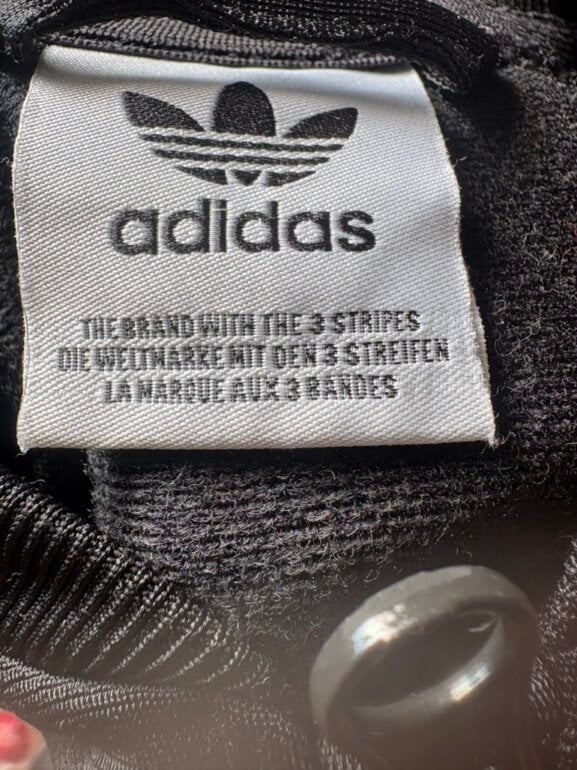 adidas
THE BRAND WITH THE 3 STRIPES
DIE WELTMARKE MIT DEN 3 STREIFEN
LA MARQUE AUX 3 BANDES